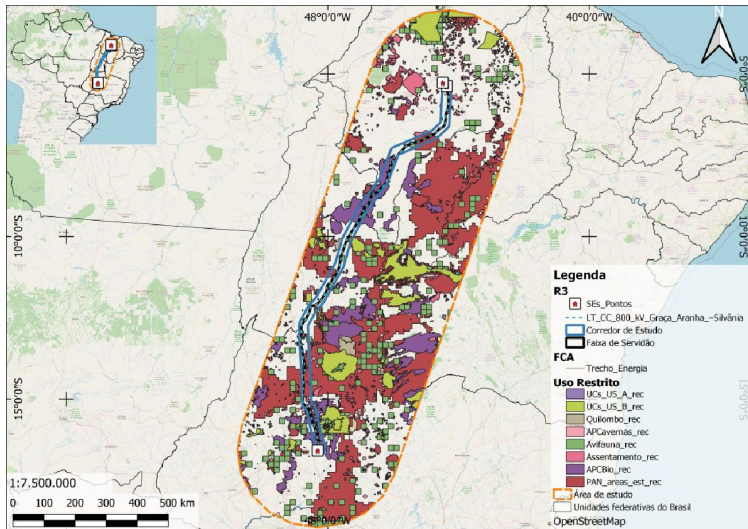 48°0'0"W
40°0'0"W
N
5°0'0"S
10°0'0"S
10°0'0"S
15°0'0"S
15°0'0"S
48°0'0"W
1:7.500.000
0 100 200 300 400 500 km
Legenda
R3
SEs_Pontos
LT_CC_800_kV_Graça_Aranha_-Silvânia
Corredor de Estudo
Faixa de Servidão
FCA
Trecho_Energia
Uso Restrito
UCs_US_A_rec
UCs_US_B_rec
Quilombo_rec
APCavernas_rec
Avifauna_rec
Assentamento_rec
APCBio_rec
PAN_areas_est_rec
Área de estudo
Unidades federativas do Brasil
OpenStreetMap